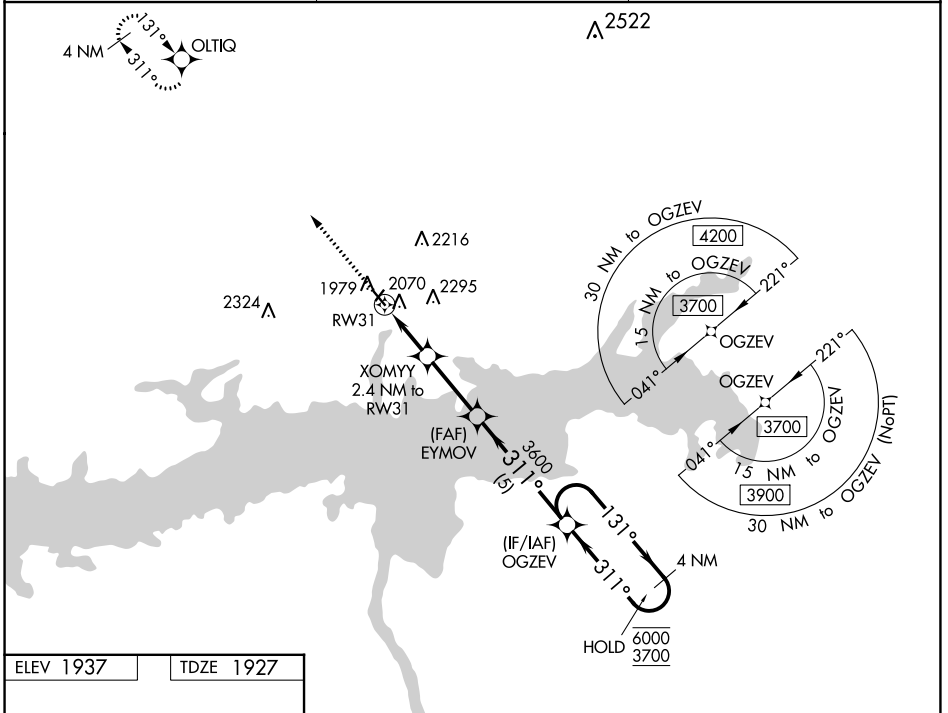 2522
131°
OLTIQ
4 NM
311°
30 NM to OGZEV
4200
15 NM to OGZEV
221°
3700
OGZEV
041°
2216
1979
2070
2295
2324
RW31
XOMYY
2.4 NM to
RW31
(FAF)
EYMOV
OGZEV
221°
3700
041°
15 NM to OGZEV
3900
30 NM to OGZEV (NoPT)
3600
311°
(5)
131°
(IF/IAF)
OGZEV
4 NM
311°
HOLD
6000
3700
ELEV 1937
TDZE 1927